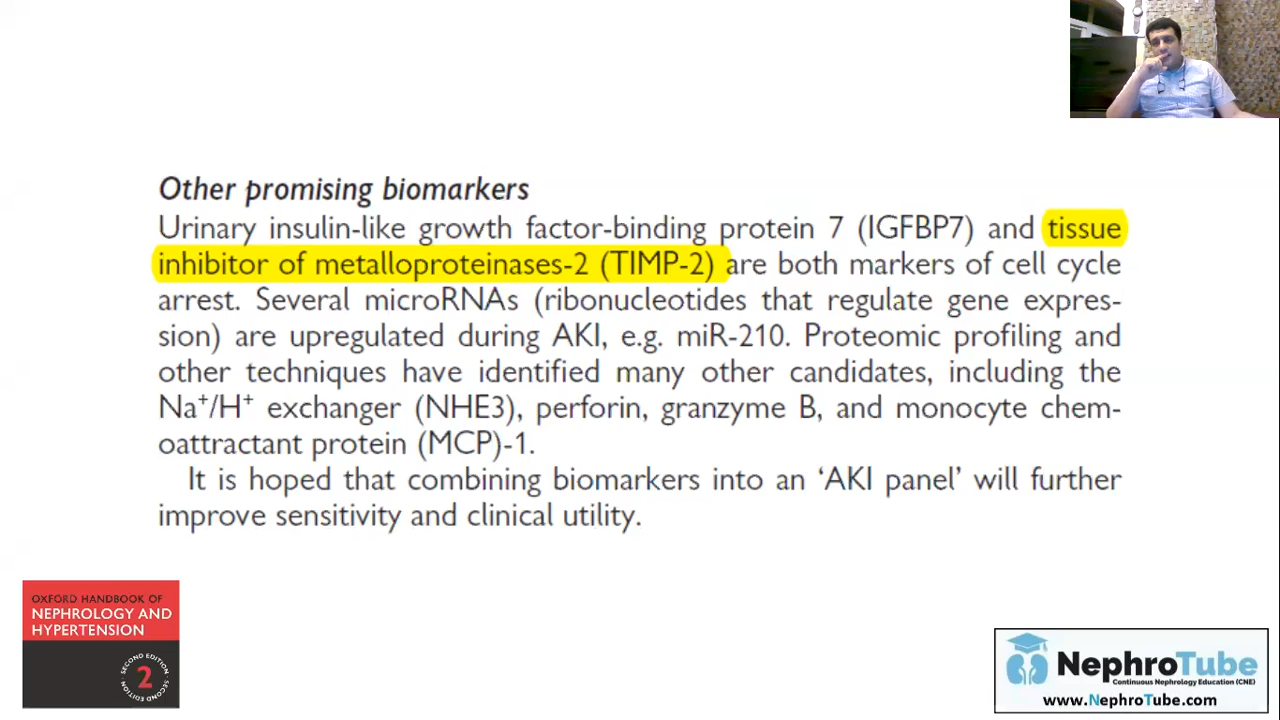 Other promising biomarkers
Urinary insulin-like growth factor-binding protein 7 (IGFBP7) and tissue
inhibitor of metalloproteinases-2 (TIMP-2) are both markers of cell cycle
arrest. Several microRNAs (ribonucleotides that regulate gene expres-
sion) are upregulated during AKI, e.g. miR-210. Proteomic profiling and
other techniques have identified many other candidates, including the
Na⁺/H⁺ exchanger (NHE3), perforin, granzyme B, and monocyte chem-
oattractant protein (MCP)-1.
It is hoped that combining biomarkers into an ‘AKI panel’ will further
improve sensitivity and clinical utility.
OXFORD HANDBOOK OF
NEPHROLOGY AND
HYPERTENSION
SECOND EDITION
2
SECOND EDITION
NephroTube
Continuous Nephrology Education (CNE)
www.NephroTube.com